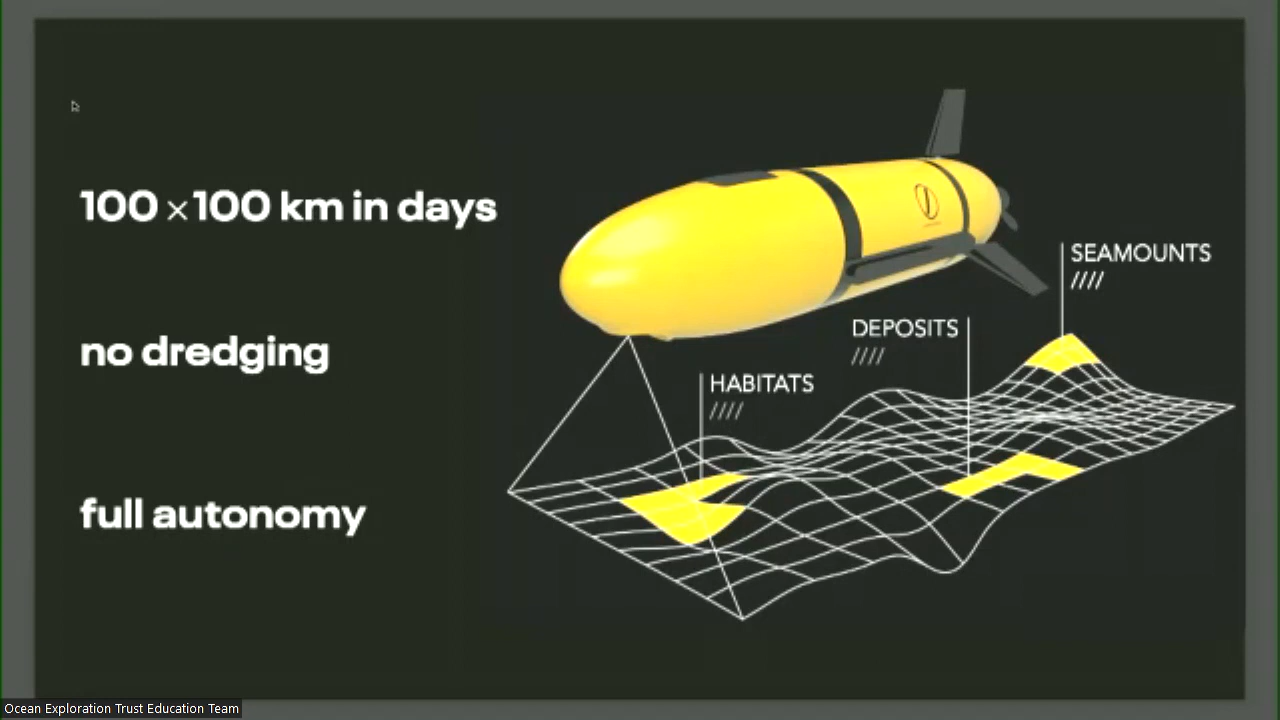 100 × 100 km in days
no dredging
full autonomy
SEAMOUNTS
////
DEPOSITS
////
HABITATS
////
Ocean Exploration Trust Education Team